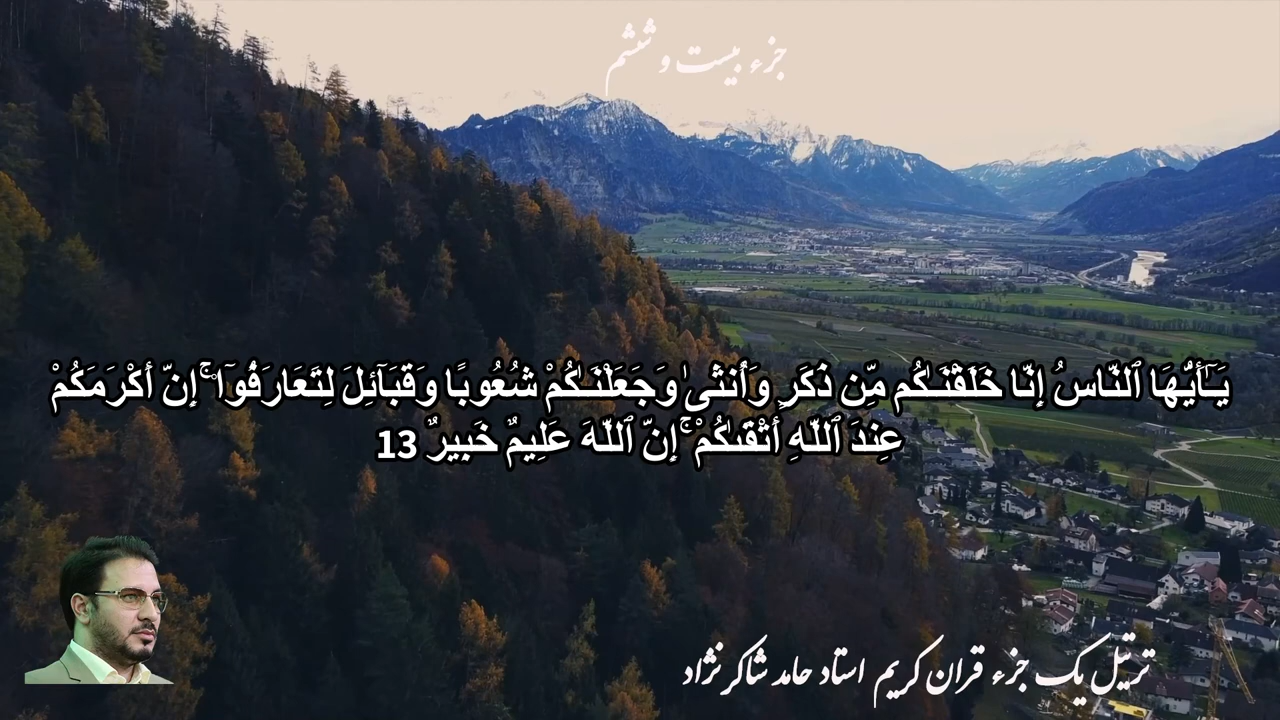 جزء بیست و ششم
يَـٰٓأَيُّهَا ٱلنَّاسُ إِنَّا خَلَقْنَـٰكُم مِّن ذَكَرٍ وَأُنثَىٰ وَجَعَلْنَـٰكُمْ شُعُوبًا وَقَبَآئِلَ لِتَعَارَفُوٓا۟ ۚ إِنَّ أَكْرَمَكُمْ
عِندَ ٱللَّهِ أَتْقَىٰكُمْ ۚ إِنَّ ٱللَّهَ عَلِيمٌ خَبِيرٌ 13
ترتیل یک جزء قران کریم استاد حامد شاکرنژاد